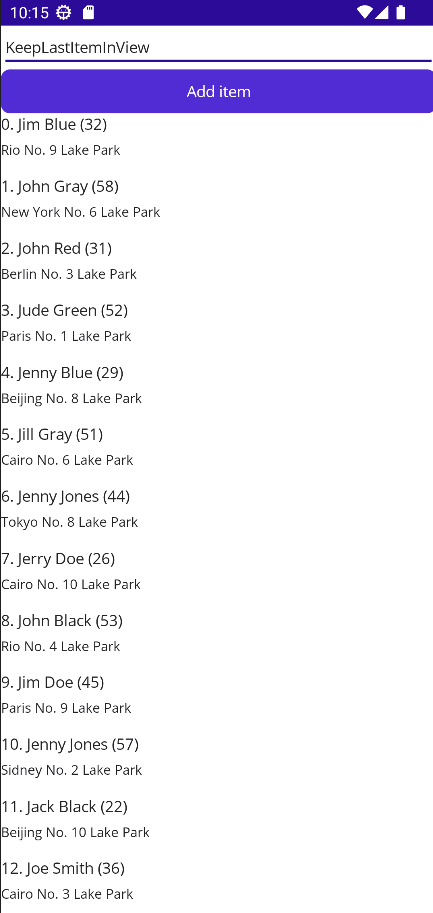 10:15
KeepLastItemInView
Add item
0. Jim Blue (32)
Rio No. 9 Lake Park
1. John Gray (58)
New York No. 6 Lake Park
2. John Red (31)
Berlin No. 3 Lake Park
3. Jude Green (52)
Paris No. 1 Lake Park
4. Jenny Blue (29)
Beijing No. 8 Lake Park
5. Jill Gray (51)
Cairo No. 6 Lake Park
6. Jenny Jones (44)
Tokyo No. 8 Lake Park
7. Jerry Doe (26)
Cairo No. 10 Lake Park
8. John Black (53)
Rio No. 4 Lake Park
9. Jim Doe (45)
Paris No. 9 Lake Park
10. Jenny Jones (57)
Sidney No. 2 Lake Park
11. Jack Black (22)
Beijing No. 10 Lake Park
12. Joe Smith (36)
Cairo No. 3 Lake Park